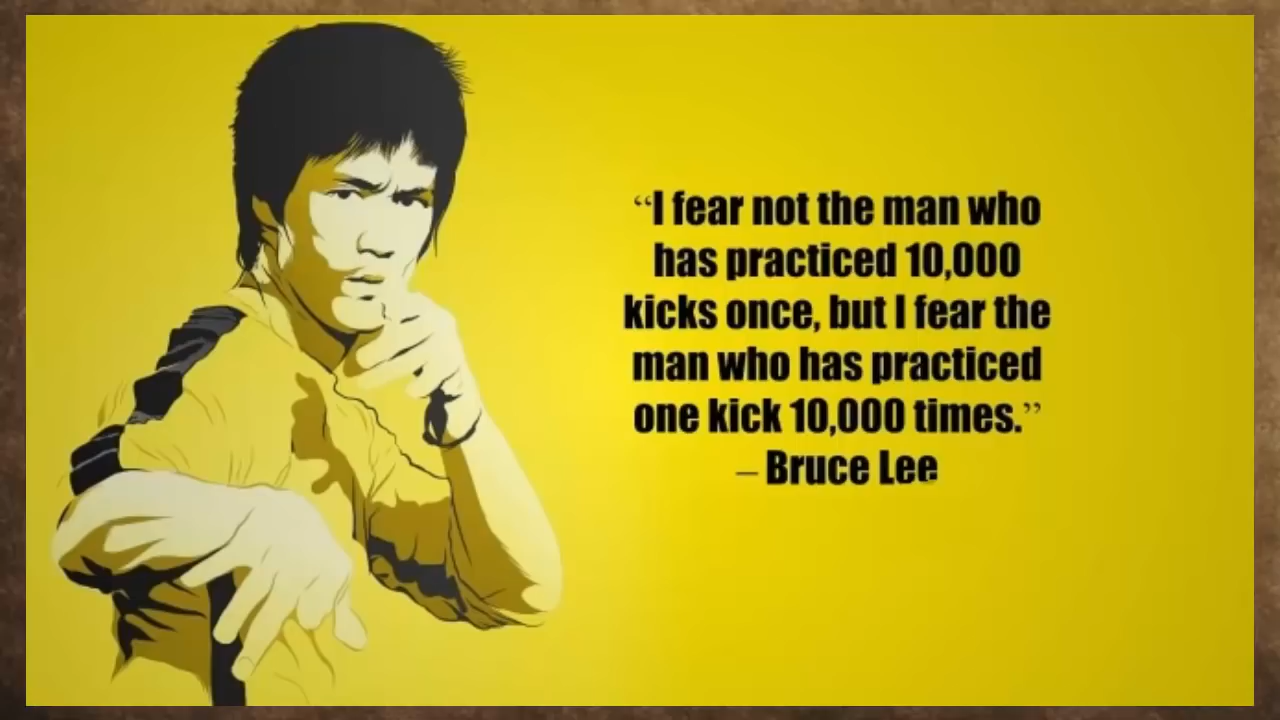 “I fear not the man who
has practiced 10,000
kicks once, but I fear the
man who has practiced
one kick 10,000 times.”
– Bruce Lee